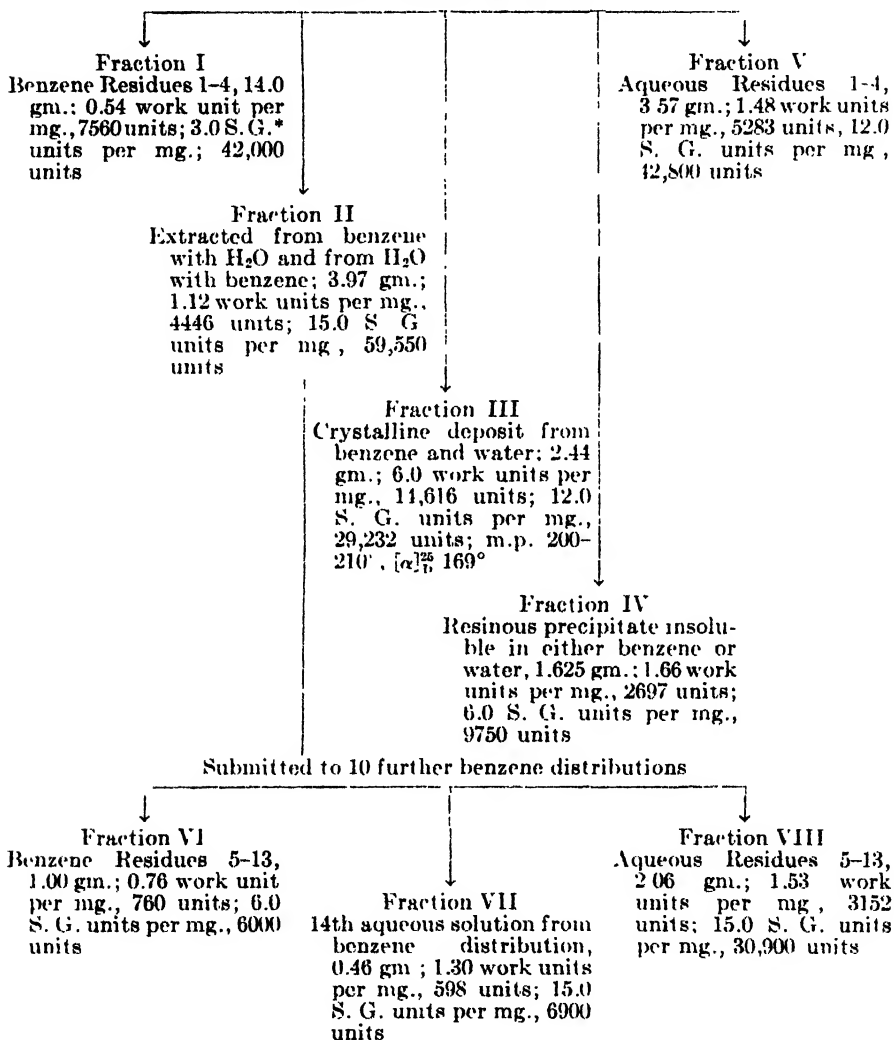 Fraction I
Benzene Residues 1-4, 14.0
gm.; 0.54 work unit per
mg., 7560 units; 3.0 S. G.*
units per mg.; 42,000
units
Fraction V
Aqueous Residues 1-4,
3 57 gm.; 1.48 work units
per mg., 5283 units, 12.0
S. G. units per mg ,
42,800 units
Fraction II
Extracted from benzene
with H₂O and from H₂O
with benzene; 3.97 gm.;
1.12 work units per mg.,
4446 units; 15.0 S G
units per mg , 59,550
units
Fraction III
Crystalline deposit from
benzene and water; 2.44
gm.; 6.0 work units per
mg., 14,616 units; 12.0
S. G. units per mg.,
29,232 units; m.p. 200-
210°, [α]²⁵D 169°
Fraction IV
Resinous precipitate insolu-
ble in either benzene or
water, 1.625 gm.; 1.66 work
units per mg., 2697 units;
6.0 S. G. units per mg.,
9750 units
Submitted to 10 further benzene distributions
Fraction VI
Benzene Residues 5-13,
1.00 gm.; 0.76 work unit
per mg., 760 units; 6.0
S. G. units per mg., 6000
units
Fraction VII
14th aqueous solution from
benzene distribution,
0.46 gm ; 1.30 work units
per mg., 598 units; 15.0
S. G. units per mg., 6900
units
Fraction VIII
Aqueous Residues 5-13,
2 06 gm.; 1.53 work
units per mg , 3152
units; 15.0 S. G. units
per mg., 30,900 units